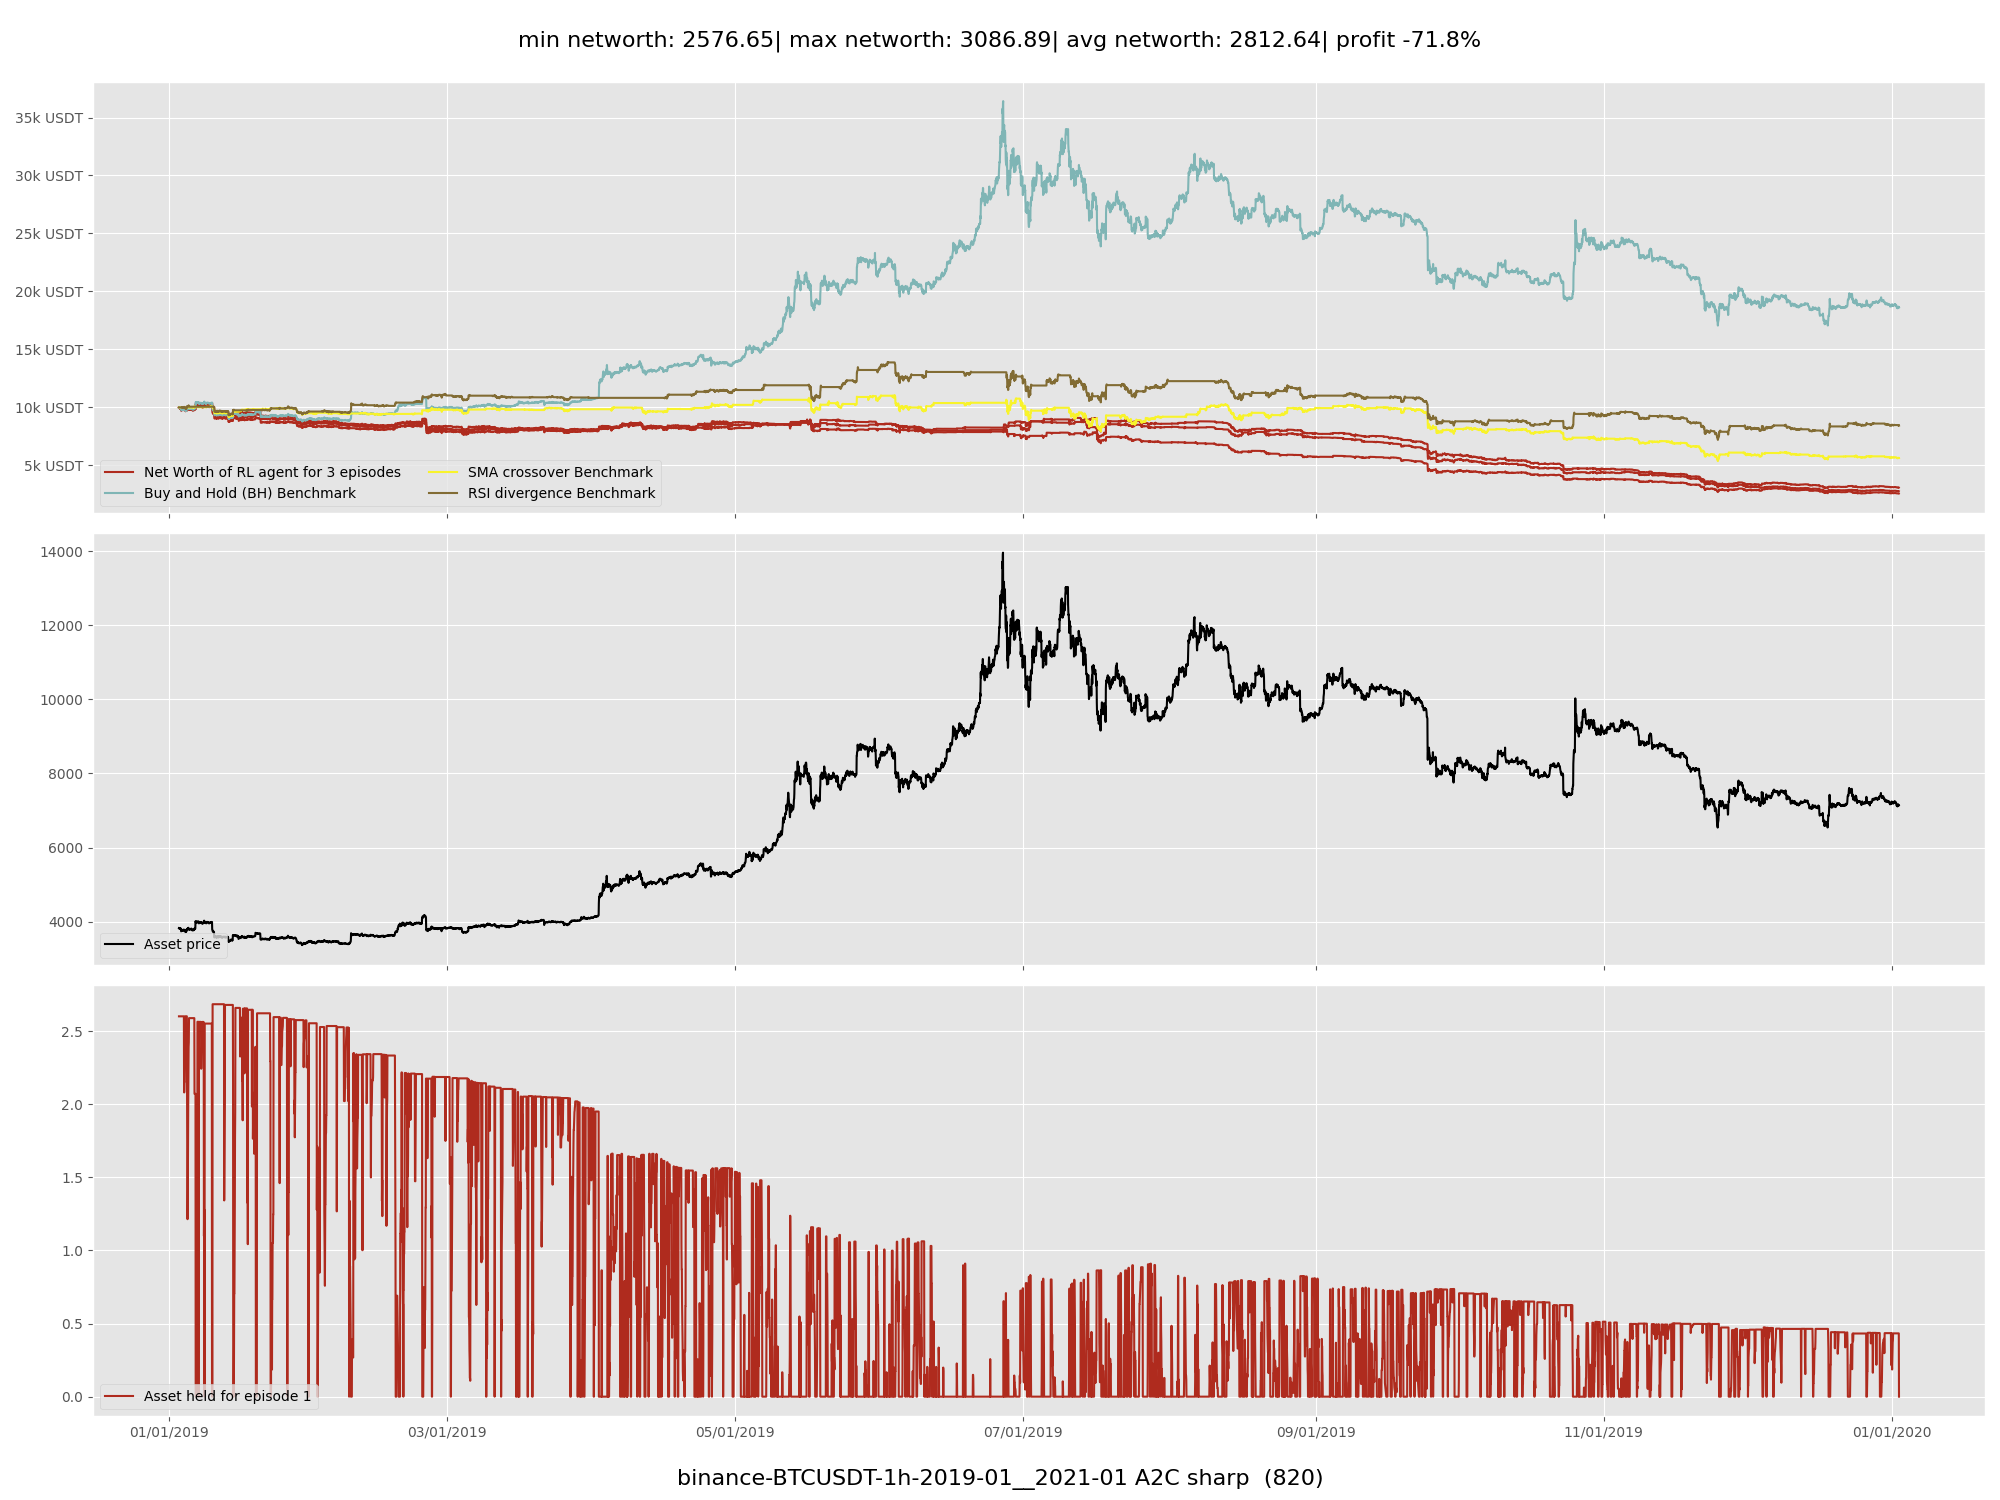 min networth: 2576.65| max networth: 3086.89| avg networth: 2812.64| profit -71.8%
35k USDT
30k USDT
25k USDT
20k USDT
15k USDT
10k USDT
5k USDT
Net Worth of RL agent for 3 episodes
Buy and Hold (BH) Benchmark
SMA crossover Benchmark
RSI divergence Benchmark
14000
12000
10000
8000
6000
4000
Asset price
2.5
2.0
1.5
1.0
0.5
0.0
Asset held for episode 1
01/01/2019 03/01/2019 05/01/2019 07/01/2019 09/01/2019 11/01/2019 01/01/2020
binance-BTCUSDT-1h-2019-01__2021-01 A2C sharp  (820)